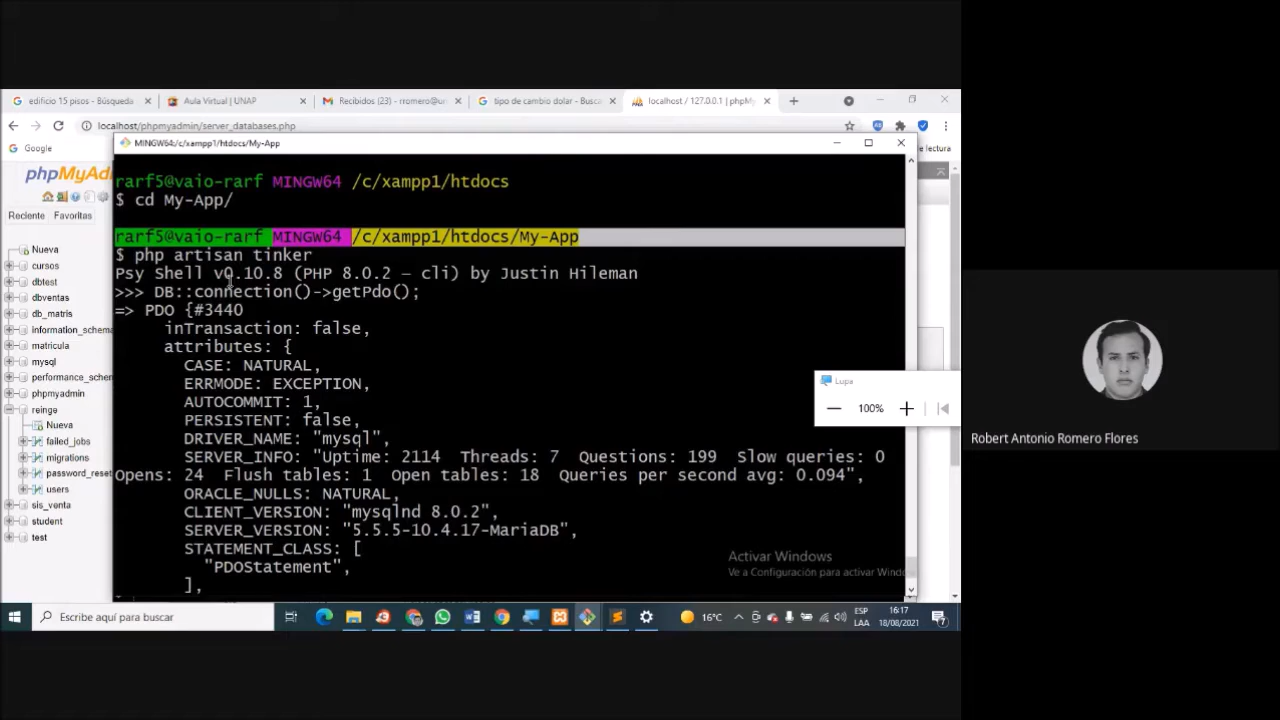 edificio 15 pisos - Búsqueda
Aula Virtual | UNAP
Recibidos (23) - rromero@un
tipo de cambio dolar - Busca
localhost / 127.0.0.1 | phpM
localhost/phpmyadmin/server_databases.php
Google
MINGW64:/c/xampp1/htdocs/My-App
e lectura
phpMyAd
Reciente Favoritas
Nueva
cursos
dbtest
dbventas
db_matris
information_schema
matricula
mysql
performance_schem
phpmyadmin
reinge
Nueva
failed_jobs
migrations
password_reset
users
sis_venta
student
test
rarf5@vaio-rarf MINGW64 /c/xampp1/htdocs
$ cd My-App/
rarf5@vaio-rarf MINGW64 /c/xampp1/htdocs/My-App
$ php artisan tinker
Psy Shell v0.10.8 (PHP 8.0.2 — cli) by Justin Hileman
>>> DB::connection()->getPdo();
=> PDO {#3440
inTransaction: false,
attributes: {
CASE: NATURAL,
ERRMODE: EXCEPTION,
AUTOCOMMIT: 1,
PERSISTENT: false,
DRIVER_NAME: "mysql",
SERVER_INFO: "Uptime: 2114  Threads: 7  Questions: 199  Slow queries: 0
Opens: 24  Flush tables: 1  Open tables: 18  Queries per second avg: 0.094",
ORACLE_NULLS: NATURAL,
CLIENT_VERSION: "mysqlnd 8.0.2",
SERVER_VERSION: "5.5.5-10.4.17-MariaDB",
STATEMENT_CLASS: [
"PDOStatement",
],
Lupa
100%
Activar Windows
Ve a Configuración para activar Windo
Escribe aquí para buscar
16°C
ESP
LAA
16:17
18/08/2021
7
Robert Antonio Romero Flores